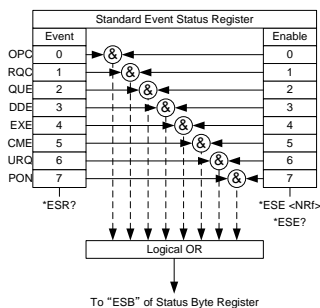 Standard Event Status Register
Event Enable
OPC 0 & 0
RQC 1 & 1
QUE 2 & 2
DDE 3 & 3
EXE 4 & 4
CME 5 & 5
URQ 6 & 6
PON 7 & 7
*ESR? *ESE <NRf>
*ESE?
Logical OR
To “ESB” of Status Byte Register